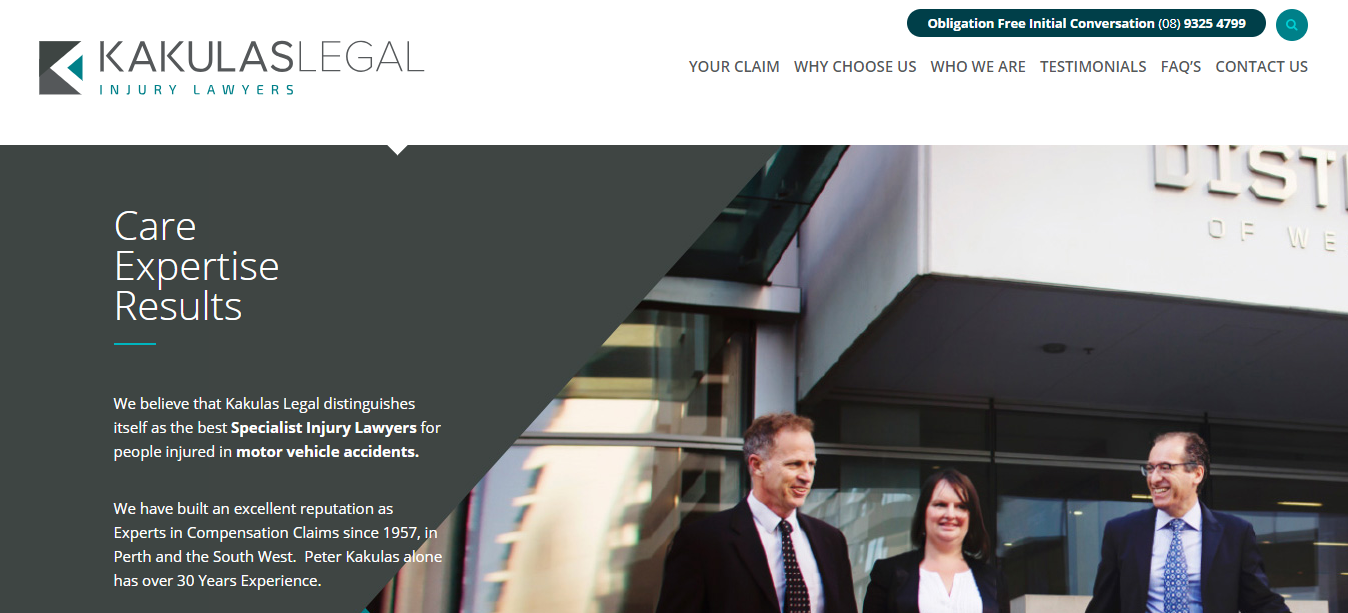 Obligation Free Initial Conversation (08) 9325 4799
KAKULASLEGAL
INJURY LAWYERS
YOUR CLAIM WHY CHOOSE US WHO WE ARE TESTIMONIALS FAQ'S CONTACT US
DIST
OF WE
Care
Expertise
Results
We believe that Kakulas Legal distinguishes
itself as the best Specialist Injury Lawyers for
people injured in motor vehicle accidents.
We have built an excellent reputation as
Experts in Compensation Claims since 1957, in
Perth and the South West. Peter Kakulas alone
has over 30 Years Experience.